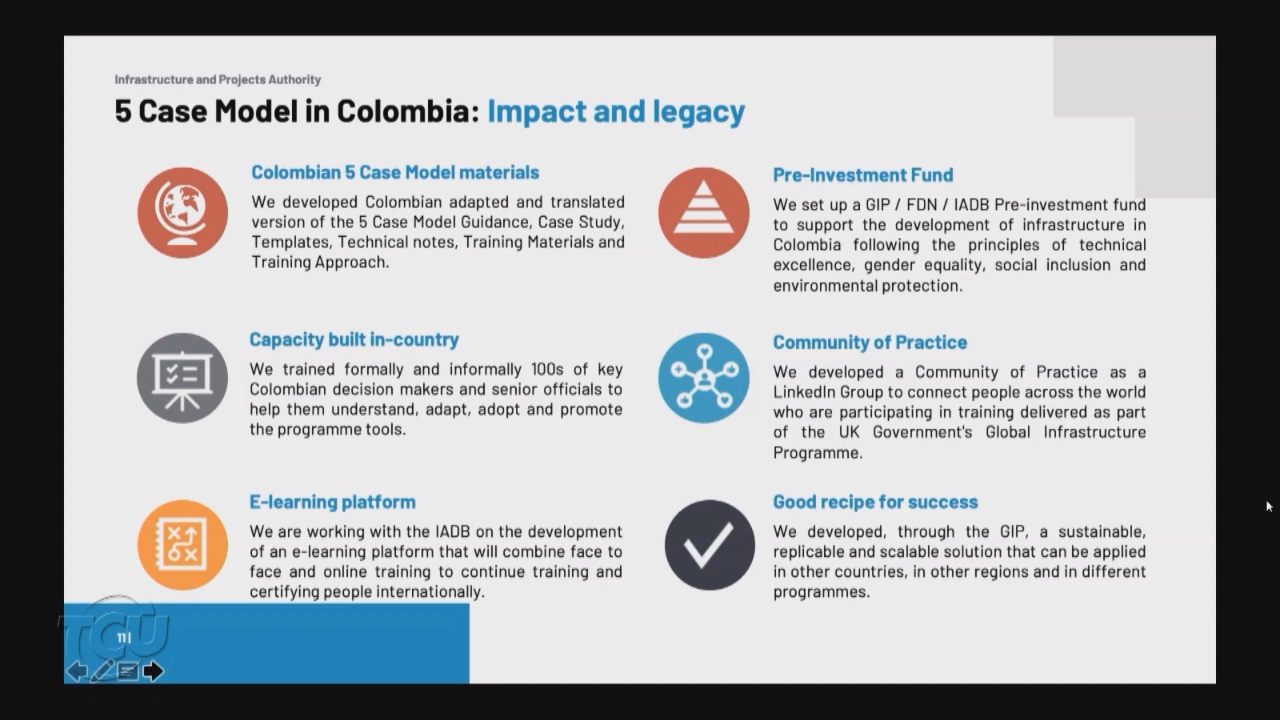 Infrastructure and Projects Authority
5 Case Model in Colombia: Impact and legacy
Colombian 5 Case Model materials
We developed Colombian adapted and translated
version of the 5 Case Model Guidance, Case Study,
Templates, Technical notes, Training Materials and
Training Approach.
Capacity built in-country
We trained formally and informally 100s of key
Colombian decision makers and senior officials to
help them understand, adapt, adopt and promote
the programme tools.
E-learning platform
We are working with the IADB on the development
of an e-learning platform that will combine face to
face and online training to continue training and
certifying people internationally.
Pre-Investment Fund
We set up a GIP / FDN / IADB Pre-investment fund
to support the development of infrastructure in
Colombia following the principles of technical
excellence, gender equality, social inclusion and
environmental protection.
Community of Practice
We developed a Community of Practice as a
LinkedIn Group to connect people across the world
who are participating in training delivered as part
of the UK Government's Global Infrastructure
Programme.
Good recipe for success
We developed, through the GIP, a sustainable,
replicable and scalable solution that can be applied
in other countries, in other regions and in different
programmes.
TCU
11 |